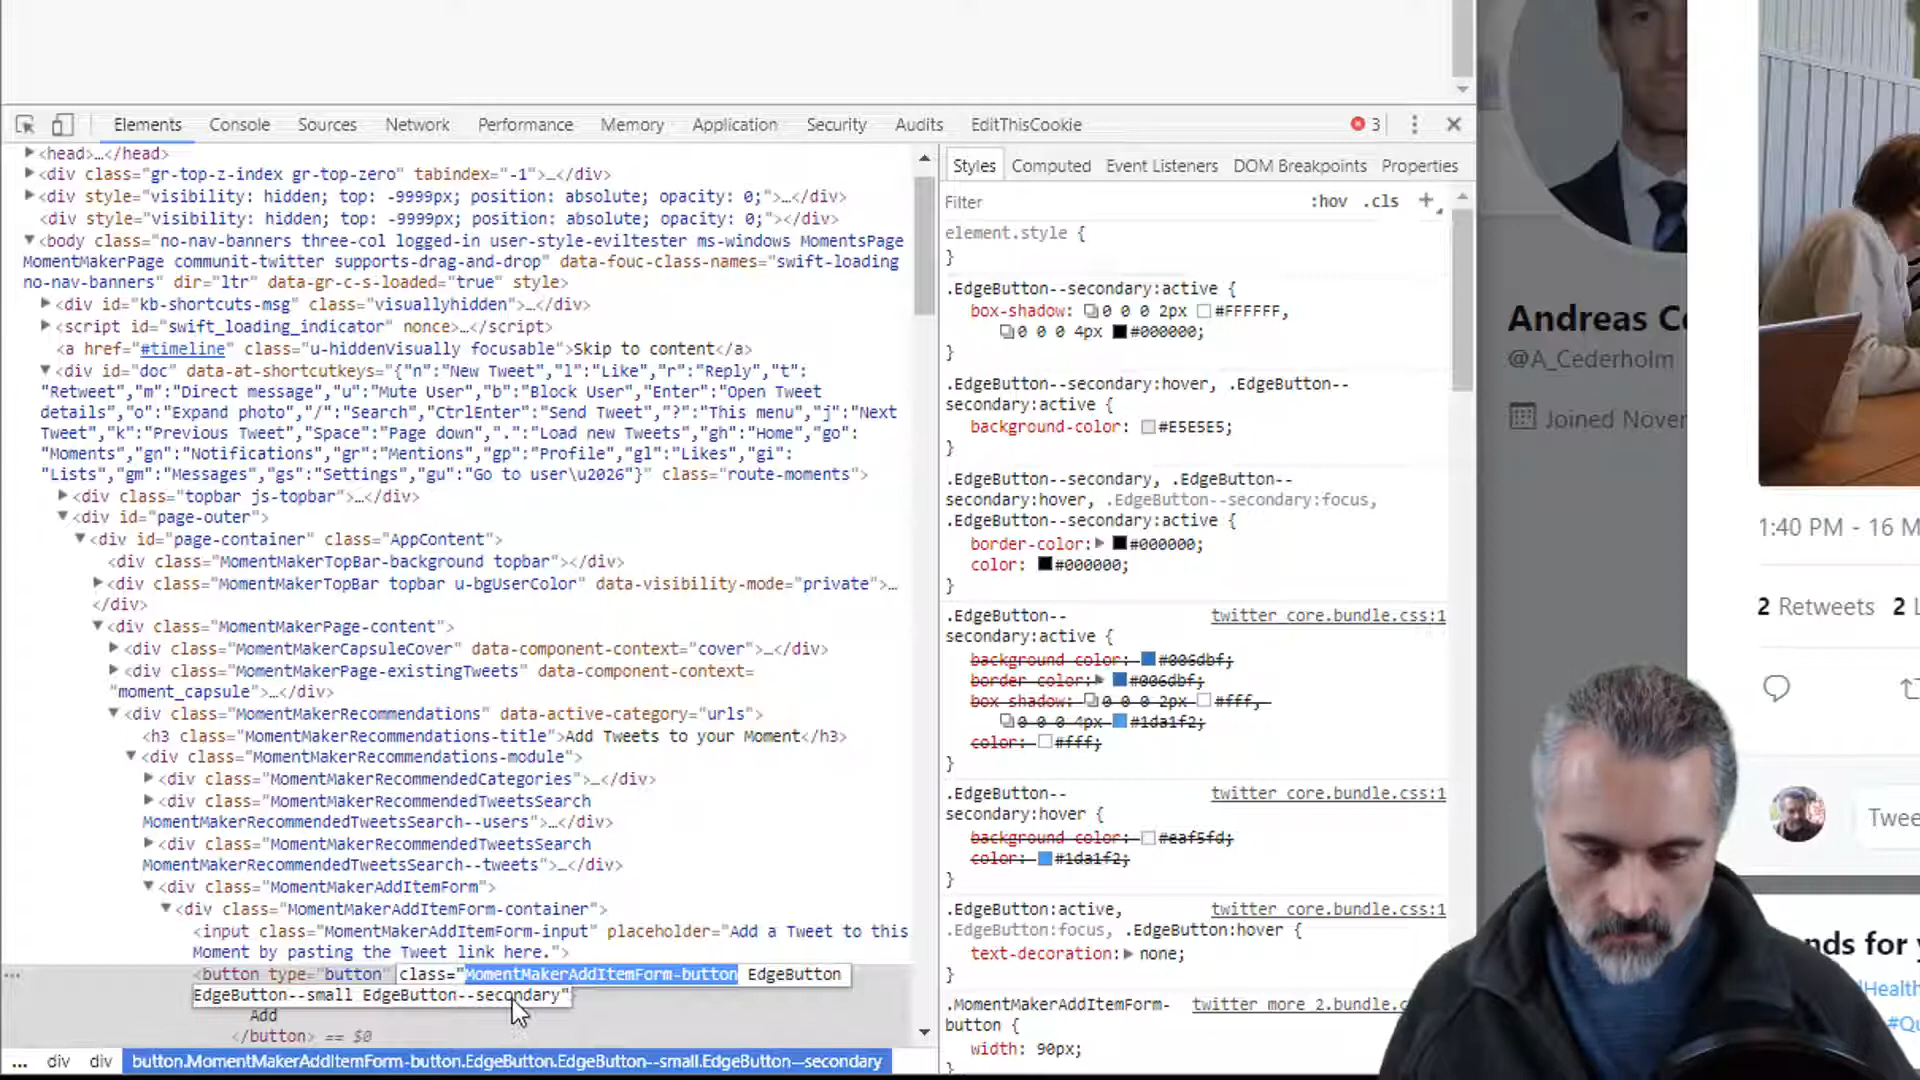 Elements Console Sources Network Performance Memory Application Security Audits EditThisCookie 3
<head>…</head>
<div class="gr-top-z-index gr-top-zero" tabindex="-1">…</div>
<div style="visibility: hidden; top: -9999px; position: absolute; opacity: 0;">…</div>
<div style="visibility: hidden; top: -9999px; position: absolute; opacity: 0;"></div>
<body class="no-nav-banners three-col logged-in user-style-eviltester ms-windows MomentsPage
MomentMakerPage communit-twitter supports-drag-and-drop" data-fouc-class-names="swift-loading
no-nav-banners" dir="ltr" data-gr-c-s-loaded="true" style>
<div id="kb-shortcuts-msg" class="visuallyhidden">…</div>
<script id="swift_loading_indicator" nonce>…</script>
<a href="#timeline" class="u-hiddenVisually focusable">Skip to content</a>
<div id="doc" data-at-shortcutkeys="{"n":"New Tweet","l":"Like","r":"Reply","t":
"Retweet","m":"Direct message","u":"Mute User","b":"Block User","Enter":"Open Tweet
details","o":"Expand photo","/":"Search","CtrlEnter":"Send Tweet","?":"This menu","j":"Next
Tweet","k":"Previous Tweet","Space":"Page down",".":"Load new Tweets","gh":"Home","go":
"Moments","gn":"Notifications","gr":"Mentions","gp":"Profile","gl":"Likes","gi":
"Lists","gm":"Messages","gs":"Settings","gu":"Go to user\u2026"}" class="route-moments">
<div class="topbar js-topbar">…</div>
<div id="page-outer">
<div id="page-container" class="AppContent">
<div class="MomentMakerTopBar-background topbar"></div>
<div class="MomentMakerTopBar topbar u-bgUserColor" data-visibility-mode="private">…
</div>
<div class="MomentMakerPage-content">
<div class="MomentMakerCapsuleCover" data-component-context="cover">…</div>
<div class="MomentMakerPage-existingTweets" data-component-context=
"moment_capsule">…</div>
<div class="MomentMakerRecommendations" data-active-category="urls">
<h3 class="MomentMakerRecommendations-title">Add Tweets to your Moment</h3>
<div class="MomentMakerRecommendations-module">
<div class="MomentMakerRecommendedCategories">…</div>
<div class="MomentMakerRecommendedTweetsSearch
MomentMakerRecommendedTweetsSearch--users">…</div>
<div class="MomentMakerRecommendedTweetsSearch
MomentMakerRecommendedTweetsSearch--tweets">…</div>
<div class="MomentMakerAddItemForm">
<div class="MomentMakerAddItemForm-container">
<input class="MomentMakerAddItemForm-input" placeholder="Add a Tweet to this
Moment by pasting the Tweet link here.">
… <button type="button" class="MomentMakerAddItemForm-button EdgeButton
EdgeButton--small EdgeButton--secondary"
Add
</button> == $0
... div div button.MomentMakerAddItemForm-button.EdgeButton.EdgeButton--small.EdgeButton--secondary
Styles Computed Event Listeners DOM Breakpoints Properties
Filter :hov .cls +
element.style {
}
.EdgeButton--secondary:active {
box-shadow: 0 0 0 2px #FFFFFF,
0 0 0 4px #000000;
}
.EdgeButton--secondary:hover, .EdgeButton--
secondary:active {
background-color: #E5E5E5;
}
.EdgeButton--secondary, .EdgeButton--
secondary:hover, .EdgeButton--secondary:focus,
.EdgeButton--secondary:active {
border-color: #000000;
color: #000000;
}
.EdgeButton-- twitter_core.bundle.css:1
secondary:active {
background-color: #006dbf;
border-color: #006dbf;
box-shadow: 0 0 0 2px #fff,
0 0 0 4px #1da1f2;
color: #fff;
}
.EdgeButton-- twitter_core.bundle.css:1
secondary:hover {
background-color: #eaf5fd;
color: #1da1f2;
}
.EdgeButton:active, twitter_core.bundle.css:1
.EdgeButton:focus, .EdgeButton:hover {
text-decoration: none;
}
.MomentMakerAddItemForm- twitter_more_2.bundle.c
button {
width: 90px;
}
Andreas C
@A_Cederholm
Joined Nover
1:40 PM - 16 M
2 Retweets 2 L
Twee
nds for y
Health
#Qu